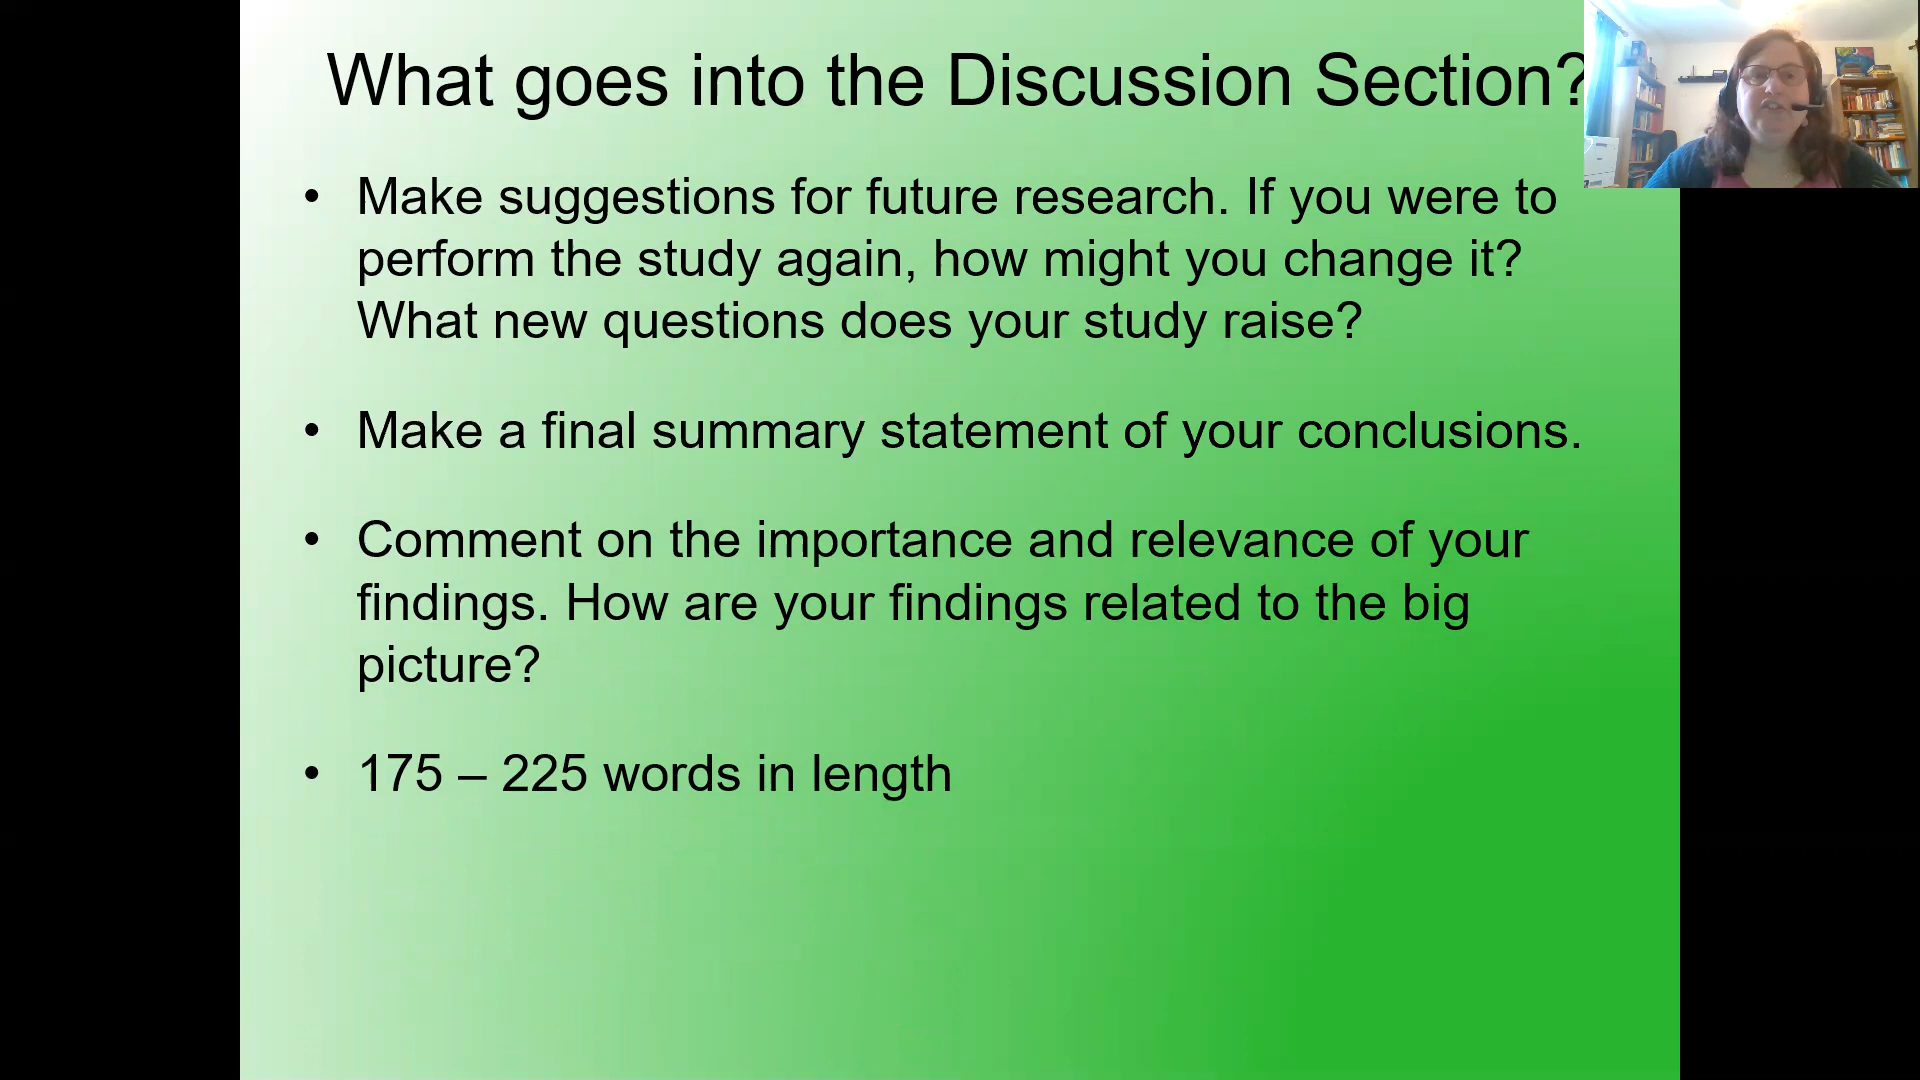 What goes into the Discussion Section?
• Make suggestions for future research. If you were to
perform the study again, how might you change it?
What new questions does your study raise?
• Make a final summary statement of your conclusions.
• Comment on the importance and relevance of your
findings. How are your findings related to the big
picture?
• 175 – 225 words in length